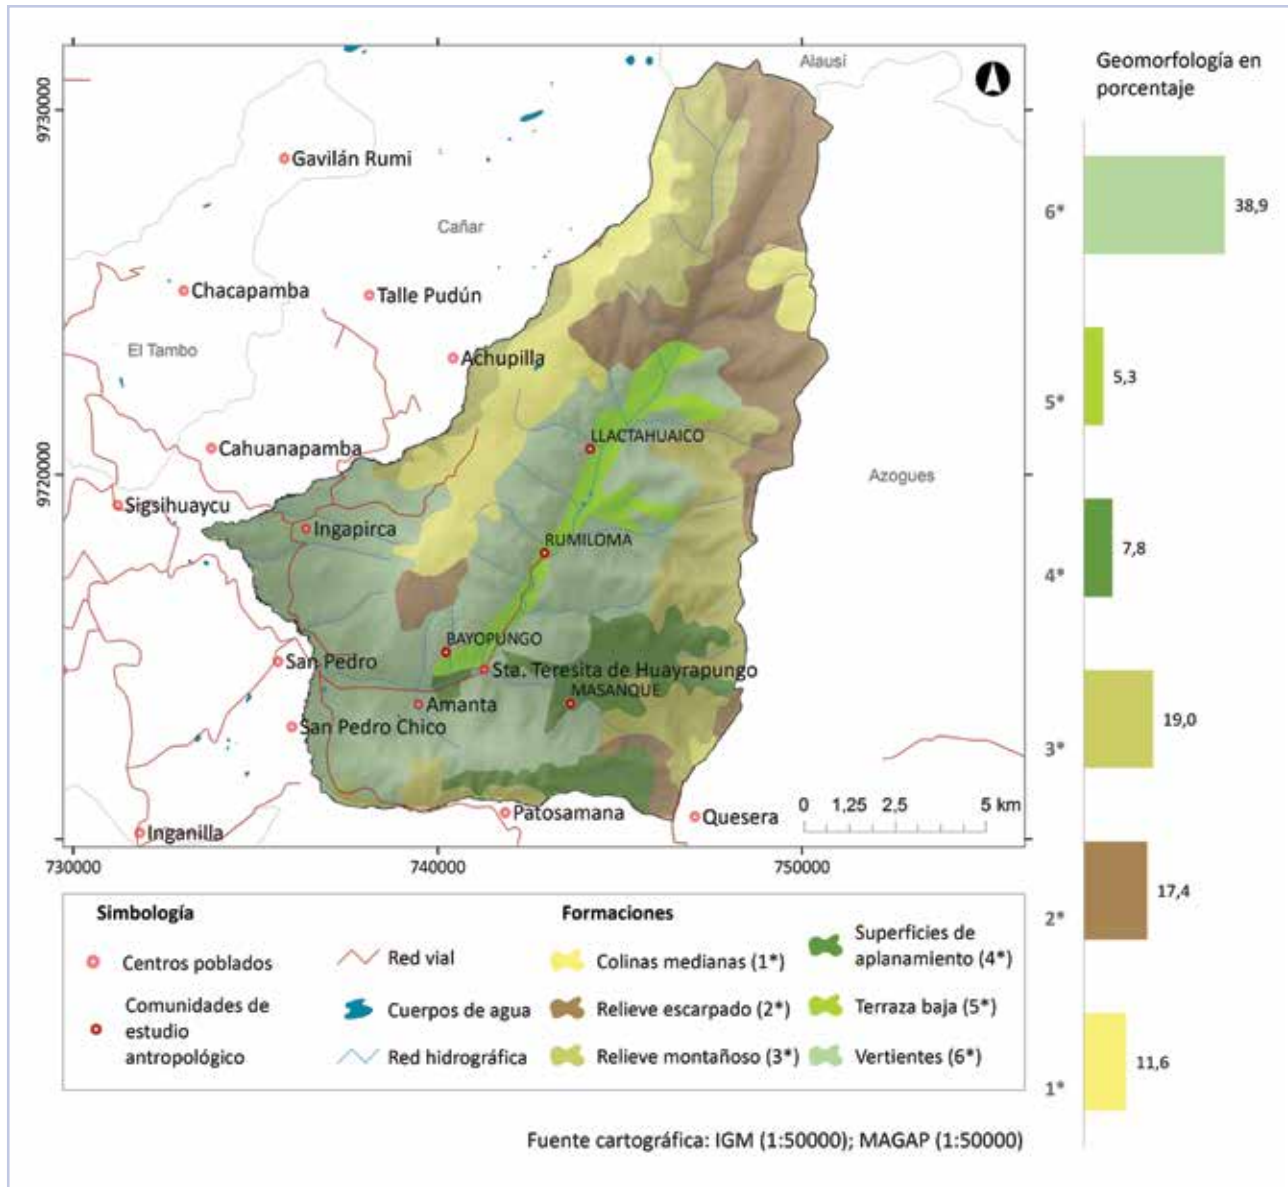 Alausí
Geomorfología en
porcentaje
9730000
Gavilán Rumi
Cañar
6*
38,9
Chacapamba
Talle Pudún
El Tambo
Achupilla
5*
5,3
Cahuanapamba
LLACTAHUAICO
9720000
Azogues
Sigsihuaycu
Ingapirca
RUMILOMA
4*
7,8
BAYOPUNGO
San Pedro
Sta. Teresita de Huayrapungo
MASANQUE
Amanta
San Pedro Chico
3*
19,0
Patosamana
Quesera
0 1,25 2,5 5 km
Inganilla
730000
740000
750000
2*
17,4
Simbología
Centros poblados
Comunidades de
estudio
antropológico
Red vial
Cuerpos de agua
Red hidrográfica
Formaciones
Colinas medianas (1*)
Relieve escarpado (2*)
Relieve montañoso (3*)
Superficies de
aplanamiento (4*)
Terraza baja (5*)
Vertientes (6*)
1*
11,6
Fuente cartográfica: IGM (1:50000); MAGAP (1:50000)